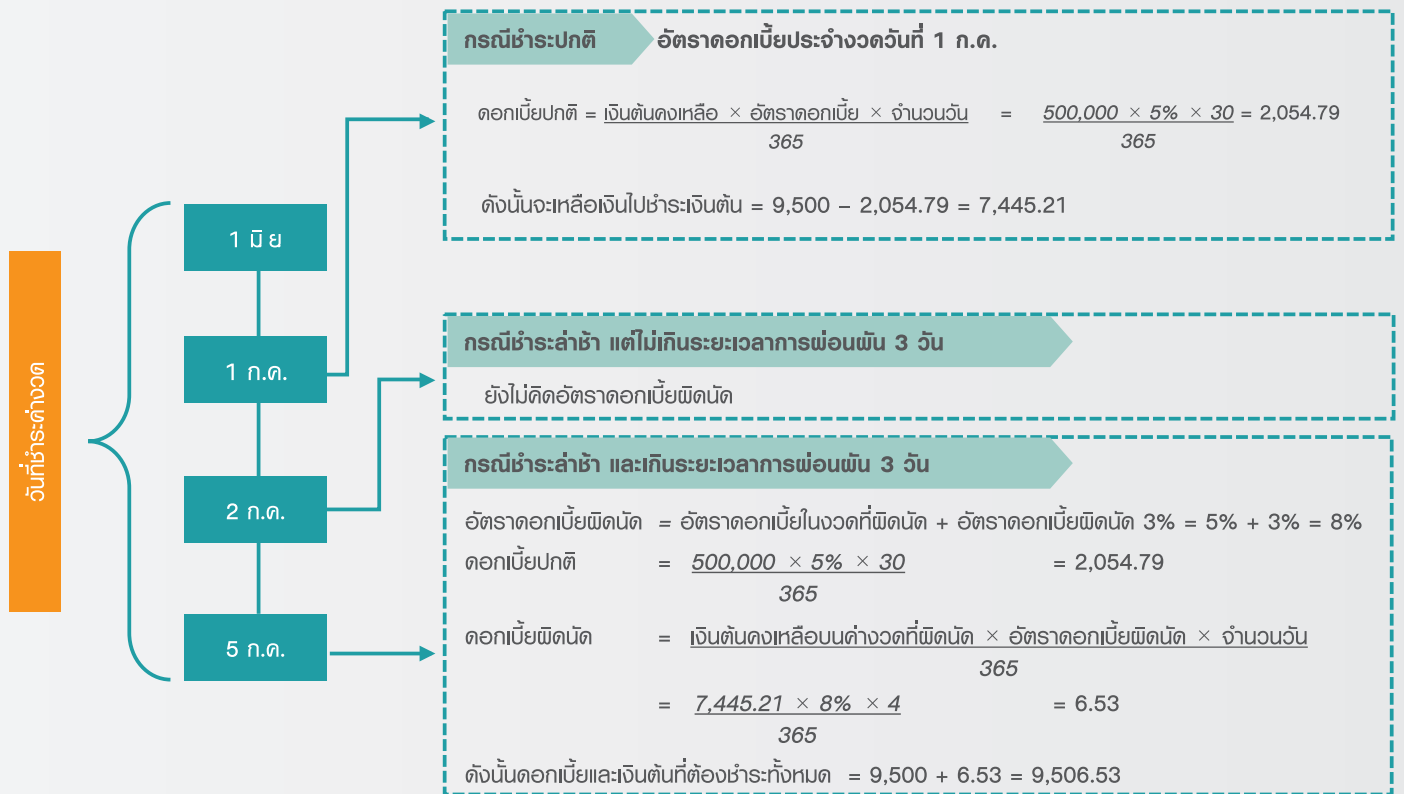 วันที่ชำระค่างวด
1 มิ ย
1 ก.ค.
2 ก.ค.
5 ก.ค.
กรณีชำระปกติ อัตราดอกเบี้ยประจำงวดวันที่ 1 ก.ค.
ดอกเบี้ยปกติ = เงินต้นคงเหลือ × อัตราดอกเบี้ย × จำนวนวัน = 500,000 × 5% × 30 = 2,054.79
365 365
ดังนั้นจะเหลือเงินไปชำระเงินต้น = 9,500 – 2,054.79 = 7,445.21
กรณีชำระล่าช้า แต่ไม่เกินระยะเวลาการผ่อนผัน 3 วัน
ยังไม่คิดอัตราดอกเบี้ยผิดนัด
กรณีชำระล่าช้า และเกินระยะเวลาการผ่อนผัน 3 วัน
อัตราดอกเบี้ยผิดนัด = อัตราดอกเบี้ยในงวดที่ผิดนัด + อัตราดอกเบี้ยผิดนัด 3% = 5% + 3% = 8%
ดอกเบี้ยปกติ = 500,000 × 5% × 30 = 2,054.79
365
ดอกเบี้ยผิดนัด = เงินต้นคงเหลือบนค่างวดที่ผิดนัด × อัตราดอกเบี้ยผิดนัด × จำนวนวัน
365
= 7,445.21 × 8% × 4 = 6.53
365
ดังนั้นดอกเบี้ยและเงินต้นที่ต้องชำระทั้งหมด = 9,500 + 6.53 = 9,506.53